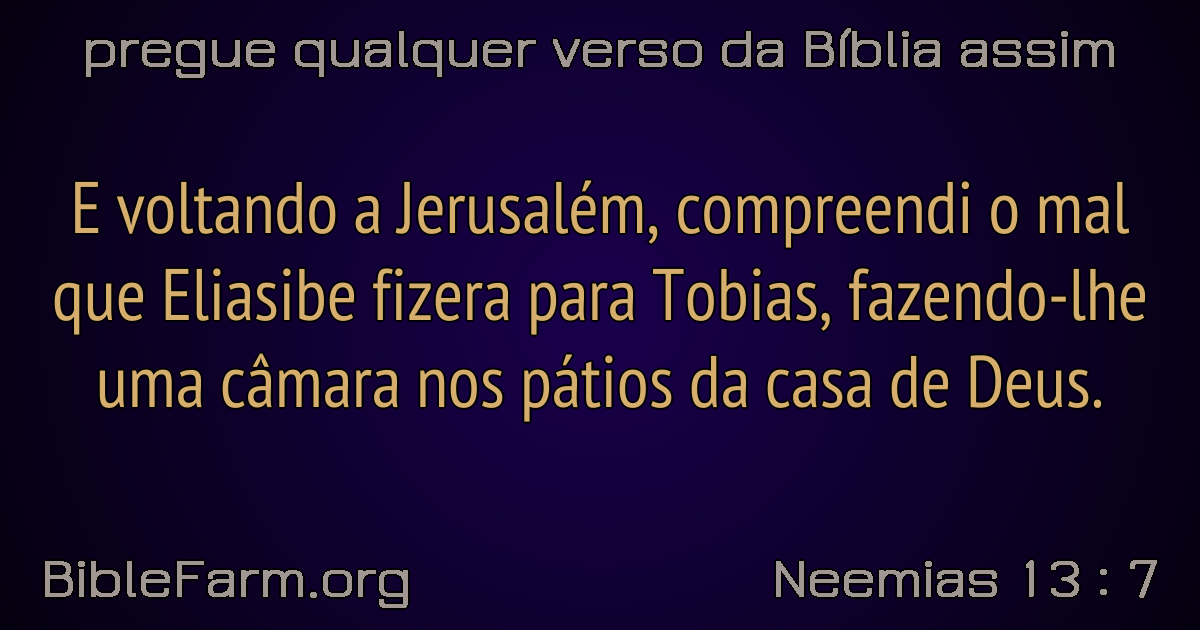 pregue qualquer verso da Bíblia assim
E voltando a Jerusalém, compreendi o mal
que Eliasibe fizera para Tobias, fazendo-lhe
uma câmara nos pátios da casa de Deus.
BibleFarm.org
Neemias 13 : 7